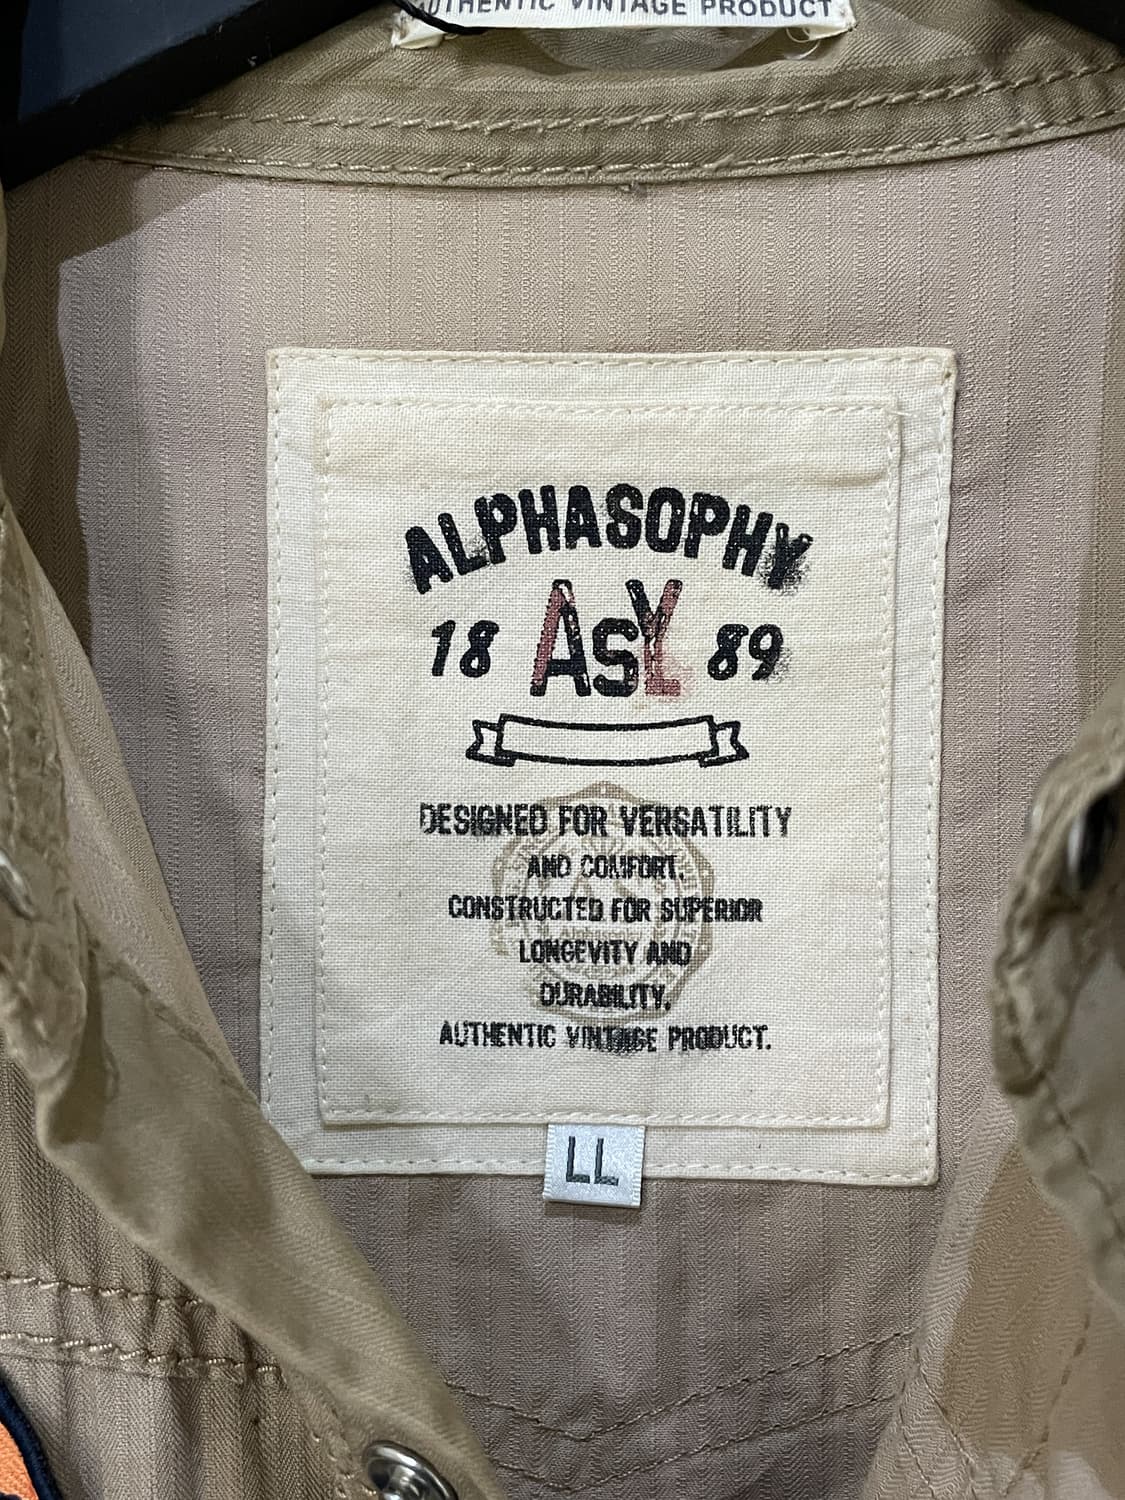 AUTHENTIC VINTAGE PRODUCT
ALPHASOPHY
18 ASY 89
DESIGNED FOR VERSATILITY
AND COMFORT.
CONSTRUCTED FOR SUPERIOR
LONGEVITY AND
DURABILITY.
AUTHENTIC VINTAGE PRODUCT.
LL